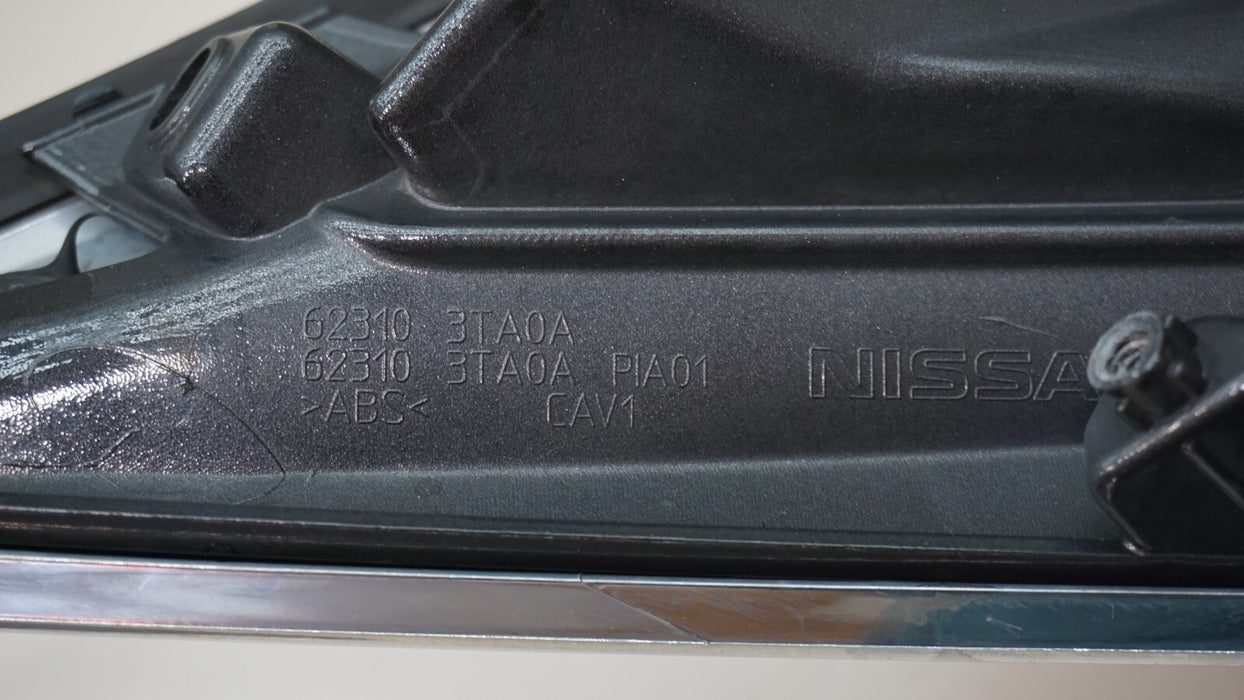 62310 3TA0A
62310 3TA0A PIA01
>ABS< CAV1
NISSA